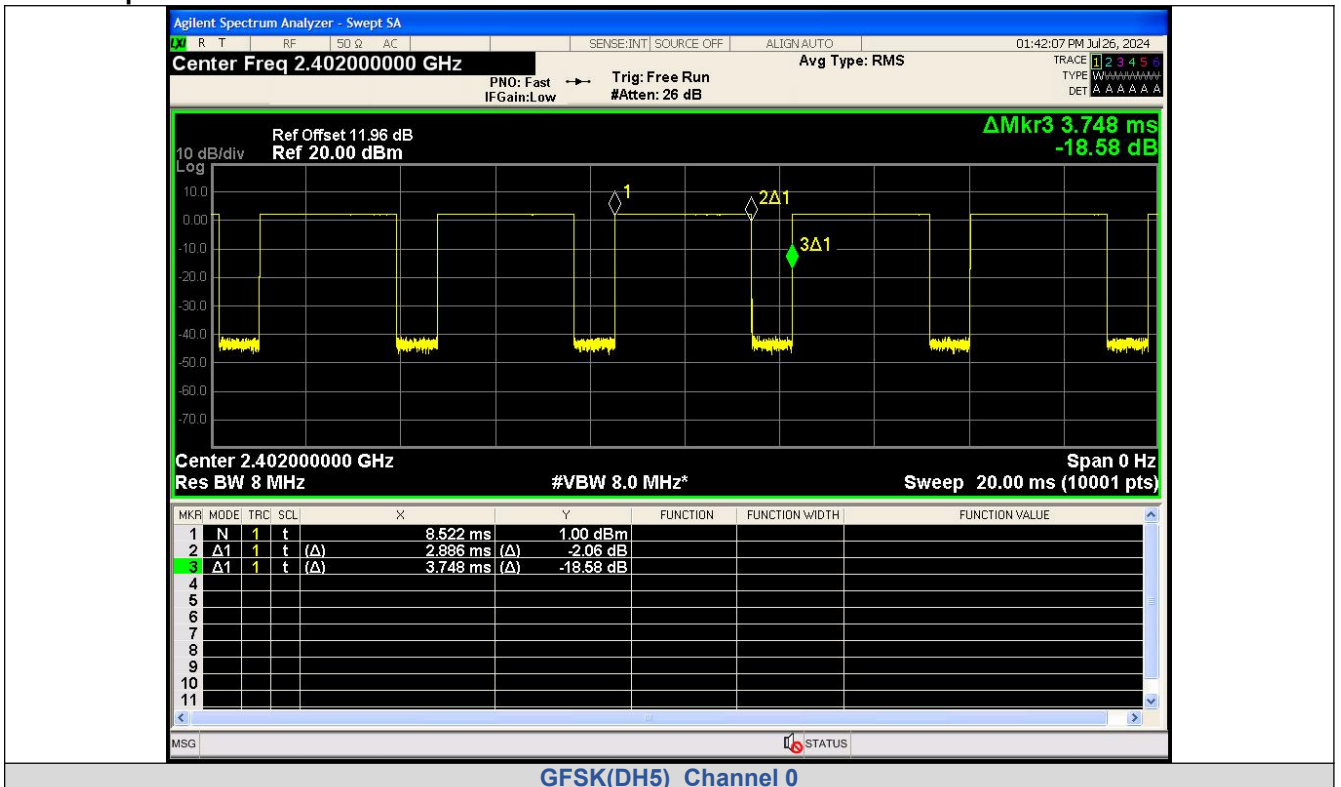 Agilent Spectrum Analyzer - Swept SA
LXI R T RF 50 Ω AC SENSE:INT SOURCE OFF ALIGNAUTO 01:42:07 PM Jul 26, 2024
Center Freq 2.402000000 GHz Avg Type: RMS TRACE 1 2 3 4 5 6
PNO: Fast Trig: Free Run TYPE
IFGain:Low #Atten: 26 dB DET A A A A A A
ΔMkr3 3.748 ms
Ref Offset 11.96 dB
10 dB/div Ref 20.00 dBm -18.58 dB
Log
10.0
0.00
-10.0
-20.0
-30.0
-40.0
-50.0
-60.0
-70.0
1
2Δ1
3Δ1
Center 2.402000000 GHz Span 0 Hz
Res BW 8 MHz #VBW 8.0 MHz* Sweep 20.00 ms (10001 pts)
MKR MODE TRC SCL X Y FUNCTION FUNCTION WIDTH FUNCTION VALUE
1 N 1 t 8.522 ms 1.00 dBm
2 Δ1 1 t (Δ) 2.886 ms (Δ) -2.06 dB
3 Δ1 1 t (Δ) 3.748 ms (Δ) -18.58 dB
4
5
6
7
8
9
10
11
MSG STATUS
GFSK(DH5) Channel 0